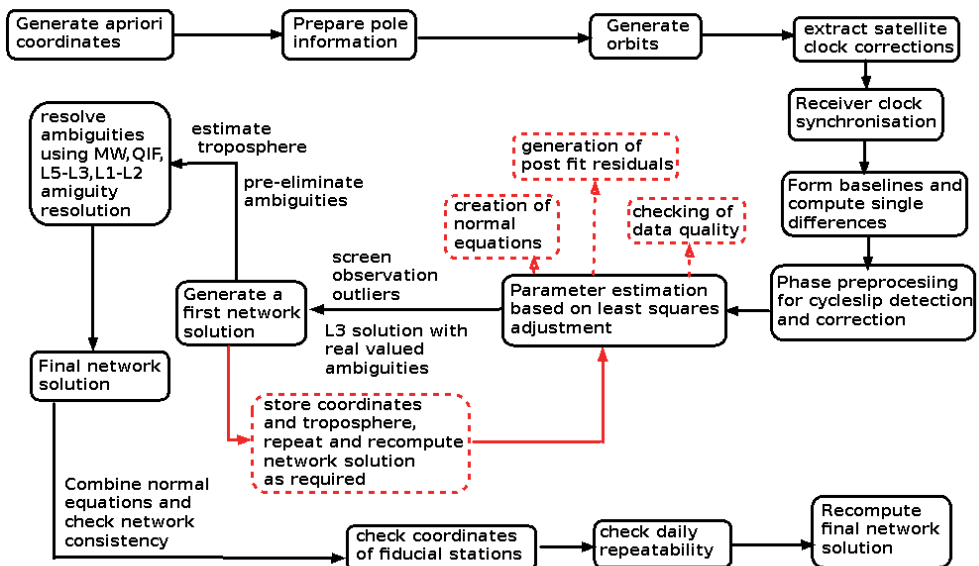 Generate apriori
coordinates
Prepare pole
information
Generate
orbits
extract satellite
clock corrections
Receiver clock
synchronisation
Form baselines and
compute single
differences
Phase preprocesiing
for cycleslip detection
and correction
Parameter estimation
based on least squares
adjustment
creation of
normal
equations
generation of
post fit residuals
checking of
data quality
screen
observation
outliers
L3 solution with
real valued
ambiguities
Generate a
first network
solution
store coordinates
and troposphere,
repeat and recompute
network solution
as required
estimate
troposphere
pre-eliminate
ambiguities
resolve
ambiguities
using MW,QIF,
L5-L3,L1-L2
amiguity
resolution
Final network
solution
Combine normal
equations and
check network
consistency
check coordinates
of fiducial stations
check daily
repeatability
Recompute
final network
solution